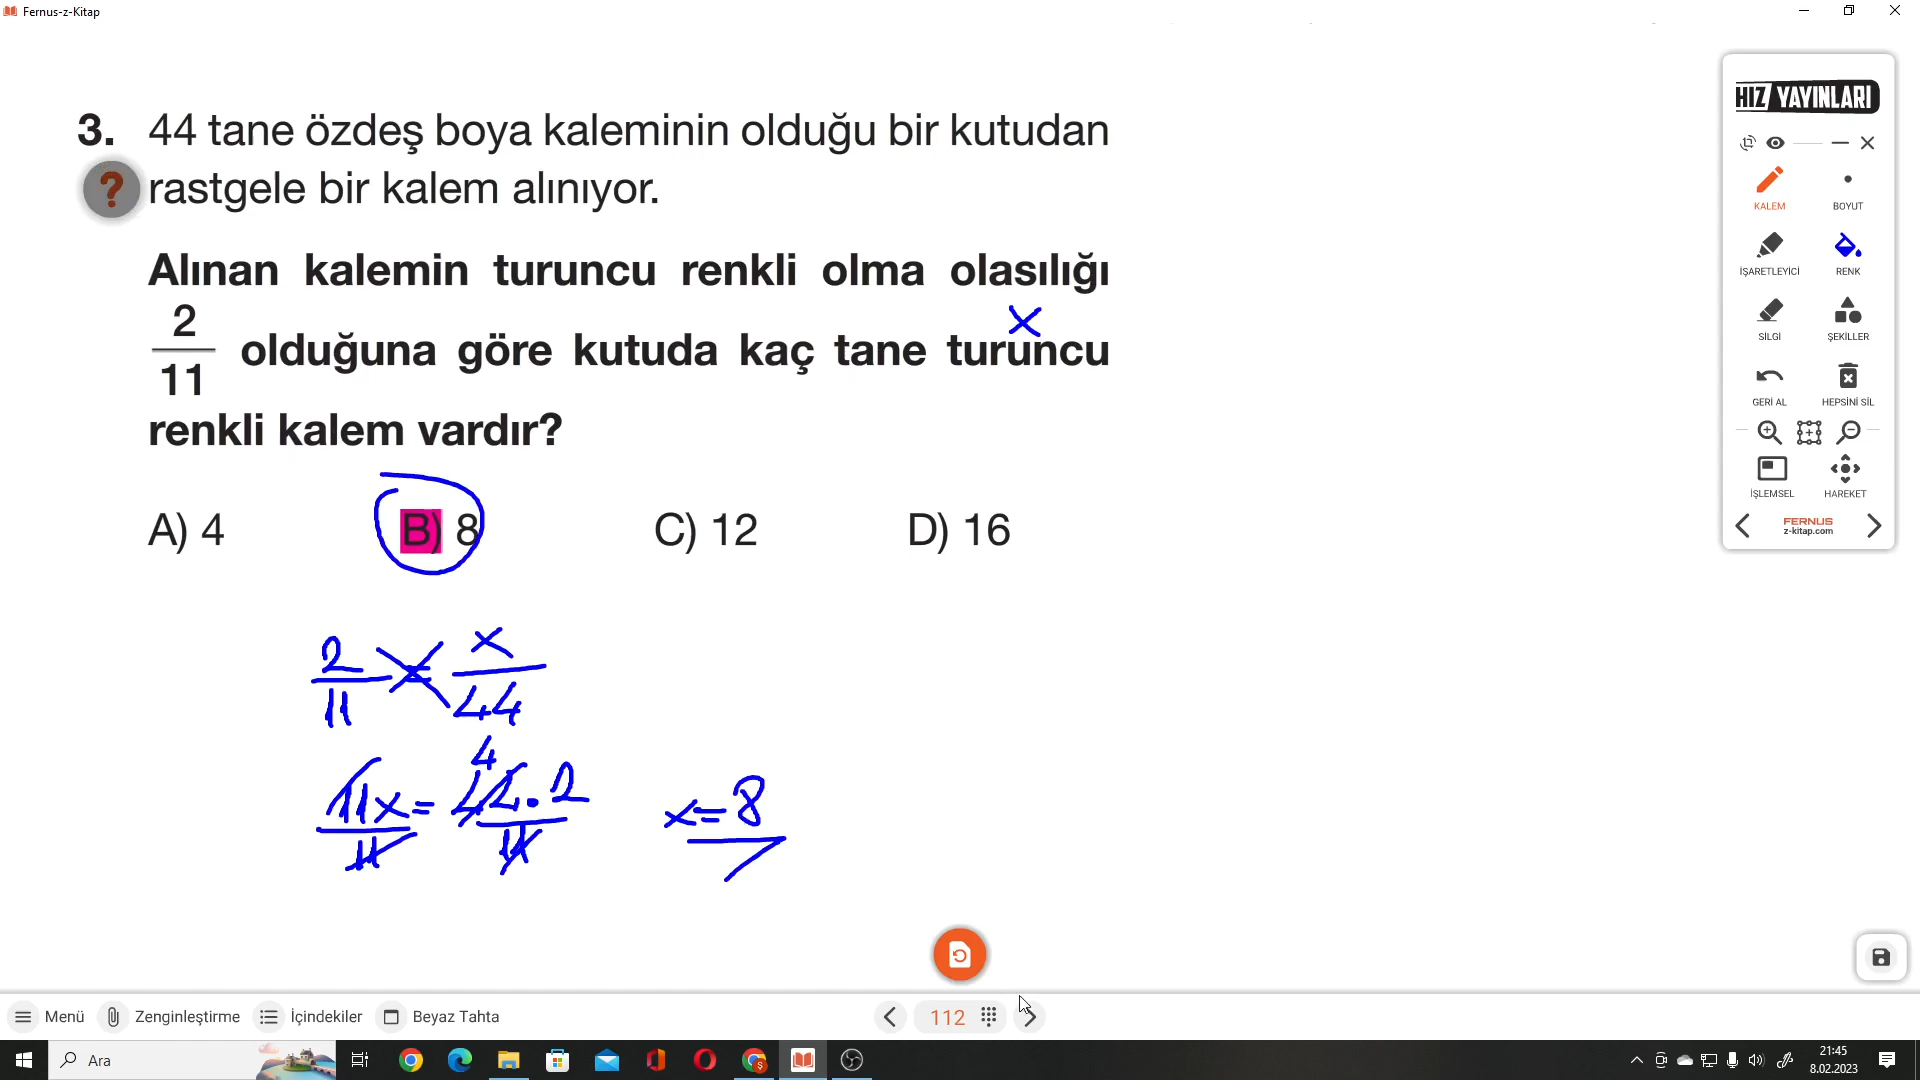 Fernus-z-Kitap
3. 44 tane özdeş boya kaleminin olduğu bir kutudan
? rastgele bir kalem alınıyor.
Alınan kalemin turuncu renkli olma olasılığı
x
2
11
olduğuna göre kutuda kaç tane turuncu
renkli kalem vardır?
A) 4 B) 8 C) 12 D) 16
2/11 = x/44
11x/11 = 44.2/11
4
x=8
HIZ YAYINLARI
KALEM BOYUT
İŞARETLEYİCİ RENK
SİLGİ ŞEKİLLER
GERİ AL HEPSİNİ SİL
İŞLEMSEL HAREKET
FERNUS
z-kitap.com
Menü Zenginleştirme İçindekiler Beyaz Tahta 112
Ara
21:45
8.02.2023